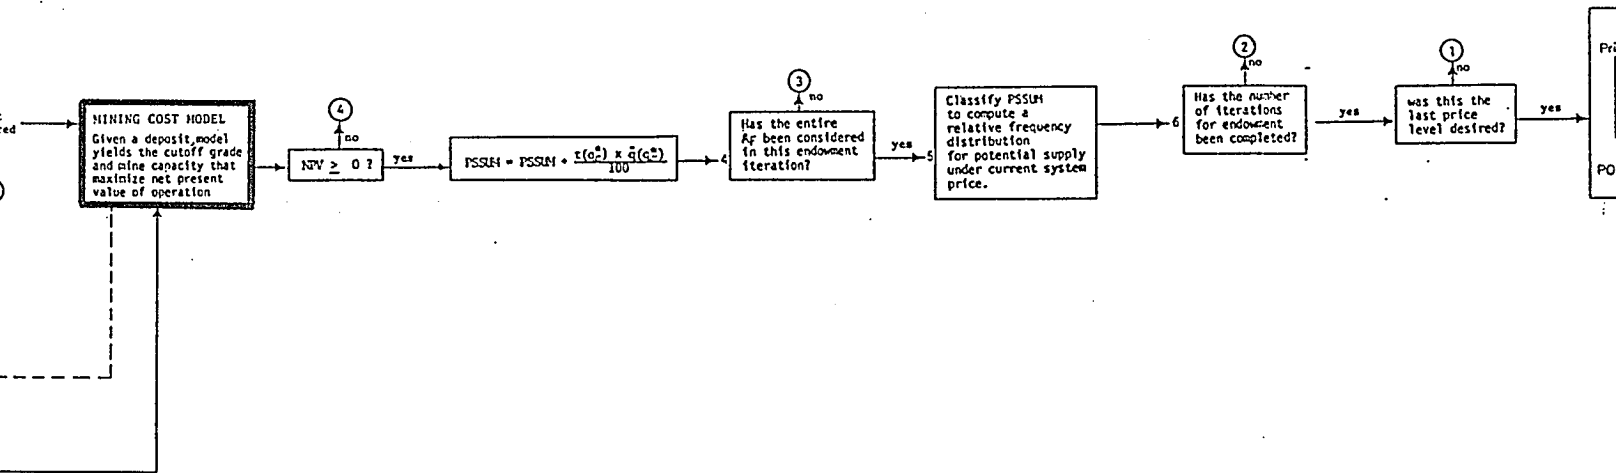 red
MINING COST MODEL
Given a deposit, model
yields the cutoff grade
and mine capacity that
maximize net present
value of operation
4
no
NPV ≥ 0 ?
yes
PSSUM = PSSUM +
100
3
no
4
Has the entire
been considered
in this endowment
iteration?
yes
5
Classify PSSUM
to compute a
relative frequency
distribution
for potential supply
under current system
price.
6
2
no
Has the number
of iterations
for endowment
been completed?
yes
1
no
was this the
last price
level desired?
yes
Pri
PO